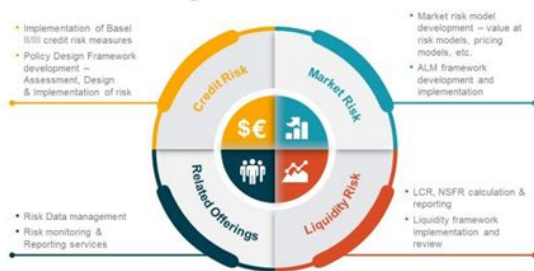 • Implementation of Basel
II/III credit risk measures
• Policy Design Framework
development –
Assessment, Design
& Implementation of risk
• Market risk model
development – value at
risk models, pricing
models, etc.
• ALM framework
development and
implementation
Credit Risk
Market Risk
$€
Related Offerings
Liquidity Risk
• Risk Data management
• Risk monitoring &
Reporting services
• LCR, NSFR calculation &
reporting
• Liquidity framework
implementation and
review